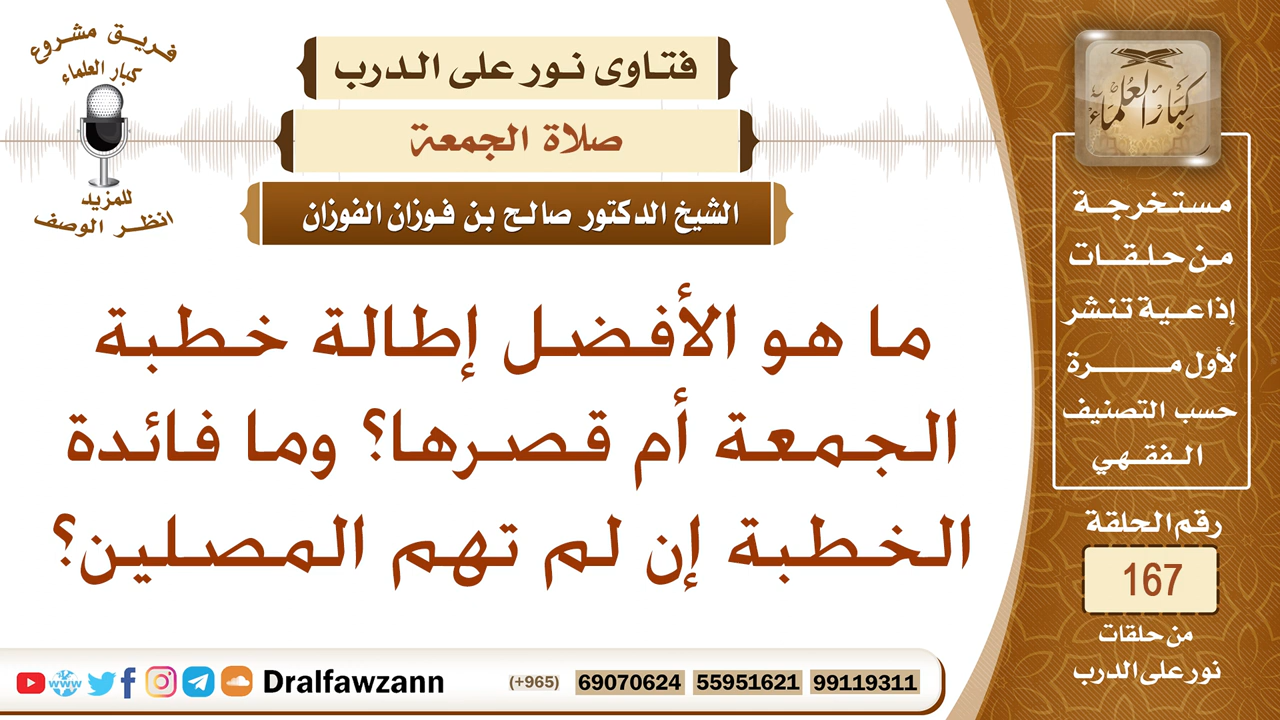 فريق مشروع
كبار العلماء
للمزيد
انظر الوصف
فتاوى نور على الدرب
صلاة الجمعة
الشيخ الدكتور صالح بن فوزان الفوزان
ما هو الأفضل إطالة خطبة
الجمعة أم قصرها؟ وما فائدة
الخطبة إن لم تهم المصلين؟
كبار العلماء
مستخرجة
من حلقات
إذاعية تنشر
لأول مرة
حسب التصنيف
الفقهي
رقم الحلقة
167
من حلقات
نور على الدرب
www
Dralfawzann (+965) 69070624 55951621 99119311